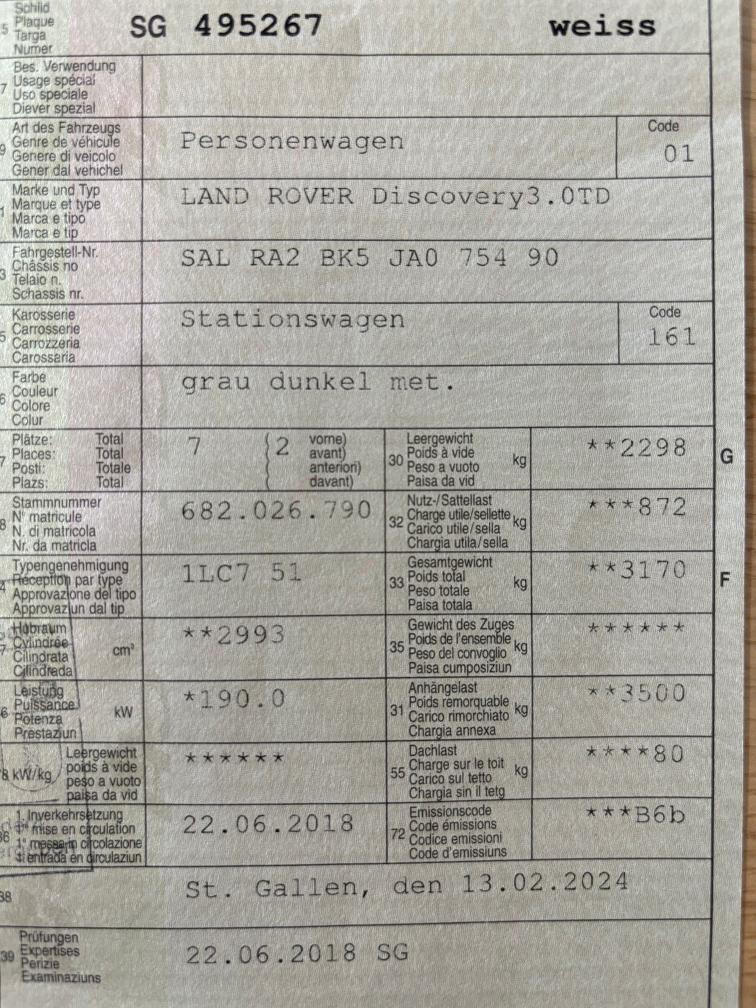 Schild
15 Plaque SG 495267 weiss
Targa
Numer
Bes. Verwendung
17 Usage spécial
Uso speciale
Diever spezial
Art des Fahrzeugs Code
19 Genre de véhicule Personenwagen 01
Genere di veicolo
Gener dal vehichel
Marke und Typ
Marque et type LAND ROVER Discovery3.0TD
Marca e tipo
Marca e tip
Fahrgestell-Nr.
Châssis no SAL RA2 BK5 JA0 754 90
Telaio n.
Schassis nr.
Karosserie Code
Carrosserie Stationswagen 161
Carrozzeria
Carossaria
Farbe
Couleur grau dunkel met.
Colore
Colur
Plätze: Total 7 (2 vorne)
Places: Total avant)
Posti: Totale anteriori)
Plazs: Total davant)
Leergewicht
30 Poids à vide kg **2298 G
Peso a vuoto
Paisa da vid
Stammnummer
N° matricule 682.026.790
N. di matricola
Nr. da matricla
Nutz-/Sattellast
32 Charge utile/sellette kg ***872
Carico utile/sella
Chargia utila/sella
Typengenehmigung
Réception par type 1LC7 51
Approvazione del tipo
Approvaziun dal tip
Gesamtgewicht
33 Poids total kg **3170 F
Peso totale
Paisa totala
Hubraum
Cylindrée cm³ **2993
Cilindrata
Cilindrada
Gewicht des Zuges
35 Poids de l'ensemble kg ******
Peso del convoglio
Paisa cumposiziun
Leistung
Puissance kW *190.0
Potenza
Prestaziun
Anhängelast
31 Poids remorquable kg **3500
Carico rimorchiato
Chargia annexa
Leergewicht
kW/kg poids à vide ******
peso a vuoto
paisa da vid
Dachlast
55 Charge sur le toit kg ****80
Carico sul tetto
Chargia sin il tetg
1. Inverkehrsetzung
36 1re mise en circulation 22.06.2018
1a messa in circolazione
1. entrada en circulaziun
Emissionscode
72 Code émissions ***B6b
Codice emissioni
Code d'emissiuns
38 St. Gallen, den 13.02.2024
Prüfungen
39 Expertises 22.06.2018 SG
Perizie
Examinaziuns